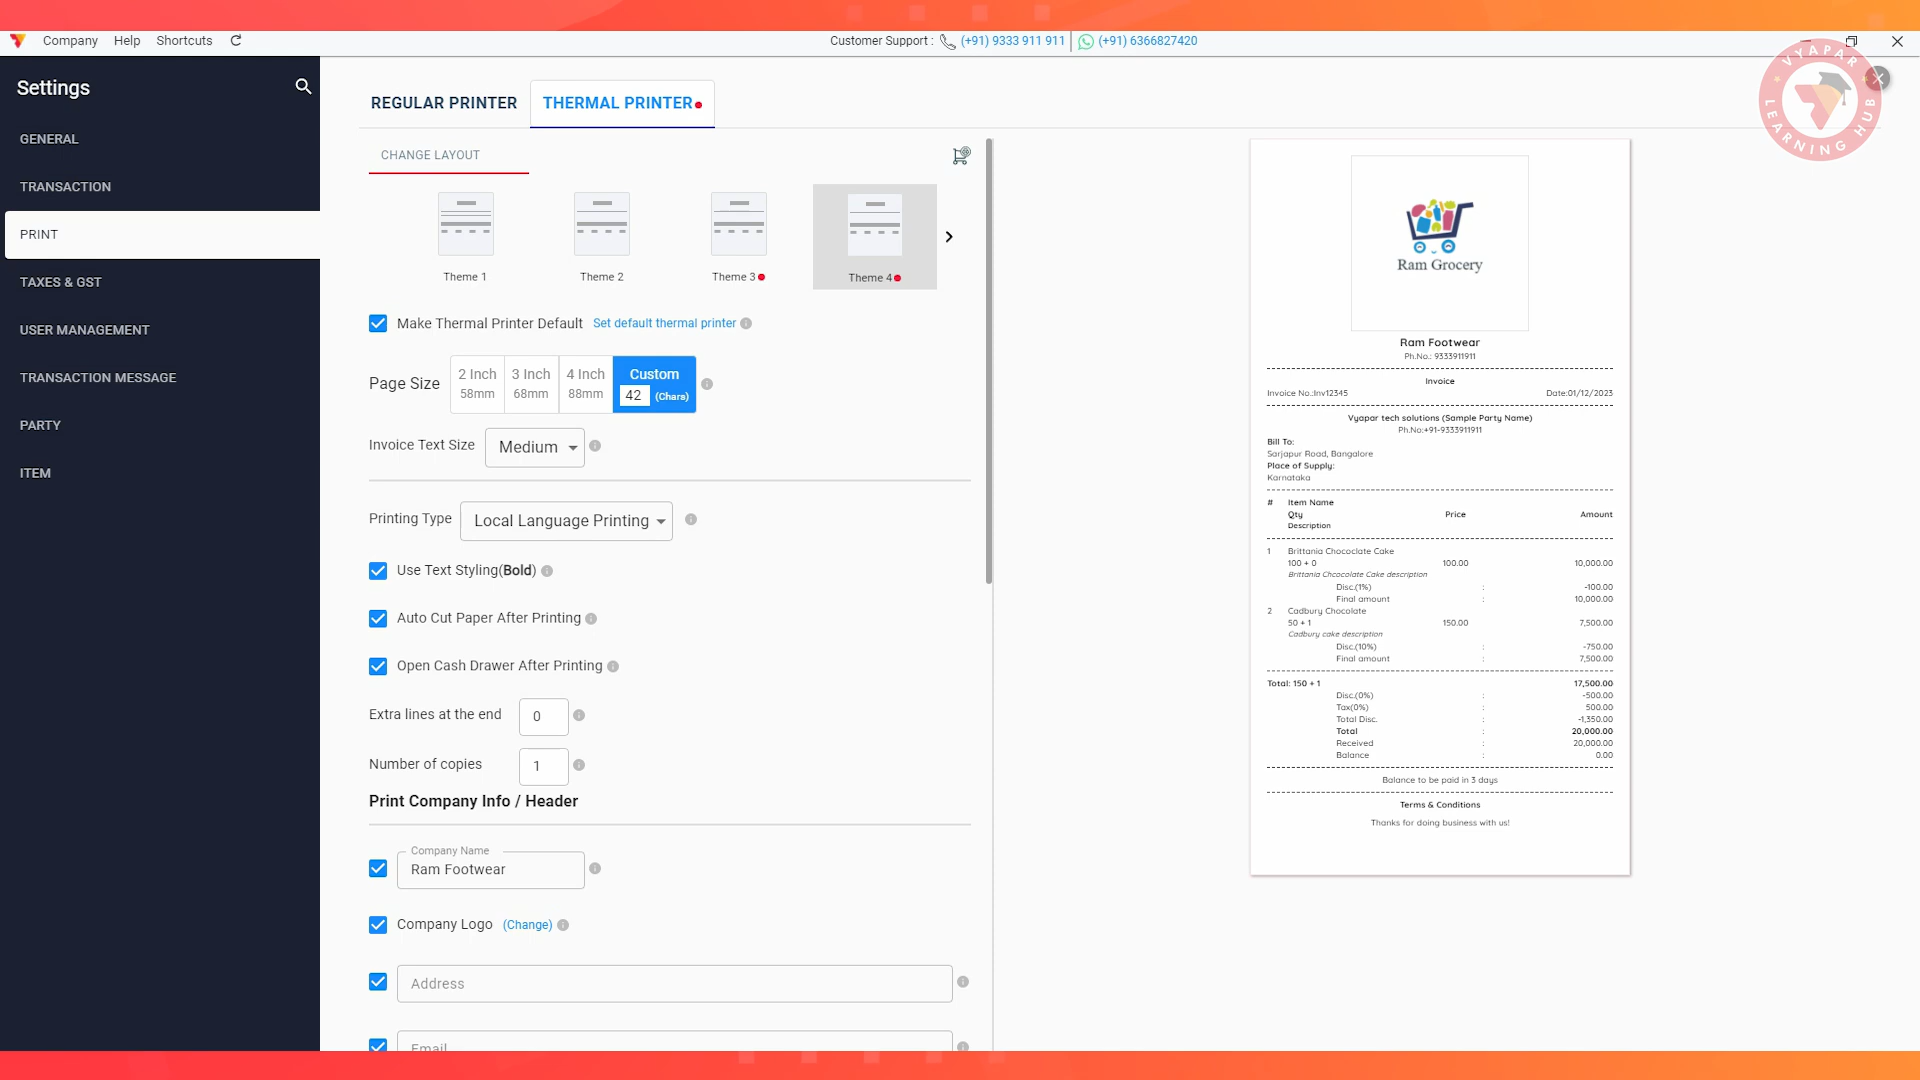 Company Help Shortcuts
Customer Support : (+91) 9333 911 911 (+91) 6366827420
VYAPAR LEARNING HUB
Settings
GENERAL
TRANSACTION
PRINT
TAXES & GST
USER MANAGEMENT
TRANSACTION MESSAGE
PARTY
ITEM
REGULAR PRINTER THERMAL PRINTER
CHANGE LAYOUT
Theme 1 Theme 2 Theme 3 Theme 4
Make Thermal Printer Default Set default thermal printer
Page Size 2 Inch 58mm 3 Inch 68mm 4 Inch 88mm Custom 42 (Chars)
Invoice Text Size Medium
Printing Type Local Language Printing
Use Text Styling(Bold)
Auto Cut Paper After Printing
Open Cash Drawer After Printing
Extra lines at the end 0
Number of copies 1
Print Company Info / Header
Company Name
Ram Footwear
Company Logo (Change)
Address
Email
Ram Grocery
Ram Footwear
Ph.No.: 9333911911
Invoice
Invoice No.:Inv12345 Date:01/12/2023
Vyapar tech solutions (Sample Party Name)
Ph.No:+91-9333911911
Bill To:
Sarjapur Road, Bangalore
Place of Supply:
Karnataka
# Item Name
Qty Price Amount
Description
1 Brittania Chococlate Cake
100 + 0 100.00 10,000.00
Brittania Chcocolate Cake description
Disc.(1%) : -100.00
Final amount : 10,000.00
2 Cadbury Chocolate
50 + 1 150.00 7,500.00
Cadbury cake description
Disc.(10%) : -750.00
Final amount : 7,500.00
Total: 150 + 1 17,500.00
Disc.(0%) : -500.00
Tax(0%) : 500.00
Total Disc. : -1,350.00
Total : 20,000.00
Received : 20,000.00
Balance : 0.00
Balance to be paid in 3 days
Terms & Conditions
Thanks for doing business with us!